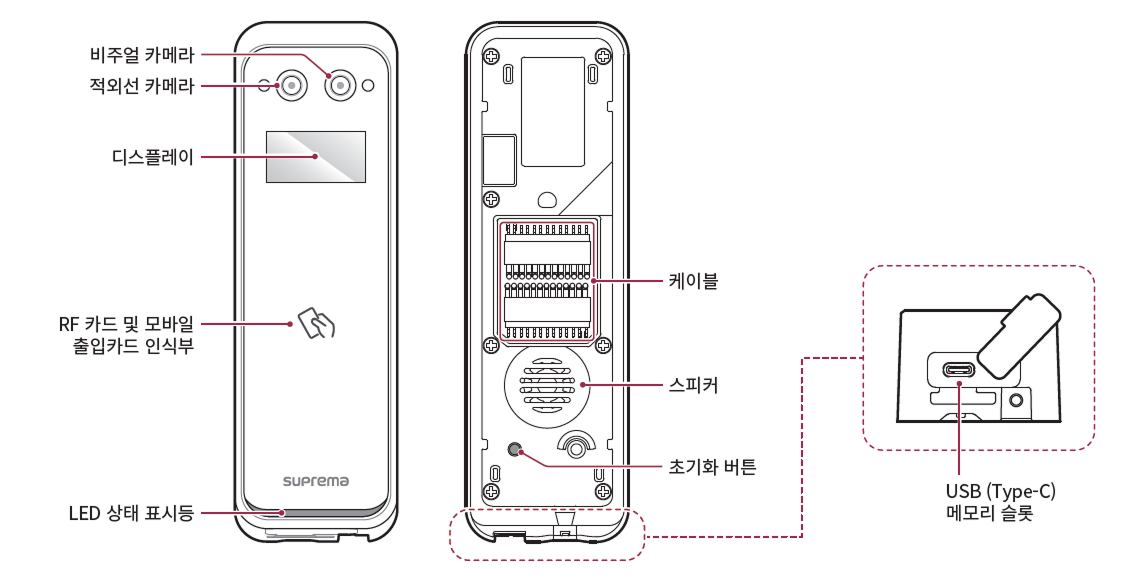 비주얼 카메라
적외선 카메라
디스플레이
RF 카드 및 모바일
출입카드 인식부
suprema
LED 상태 표시등
케이블
스피커
초기화 버튼
USB (Type-C)
메모리 슬롯